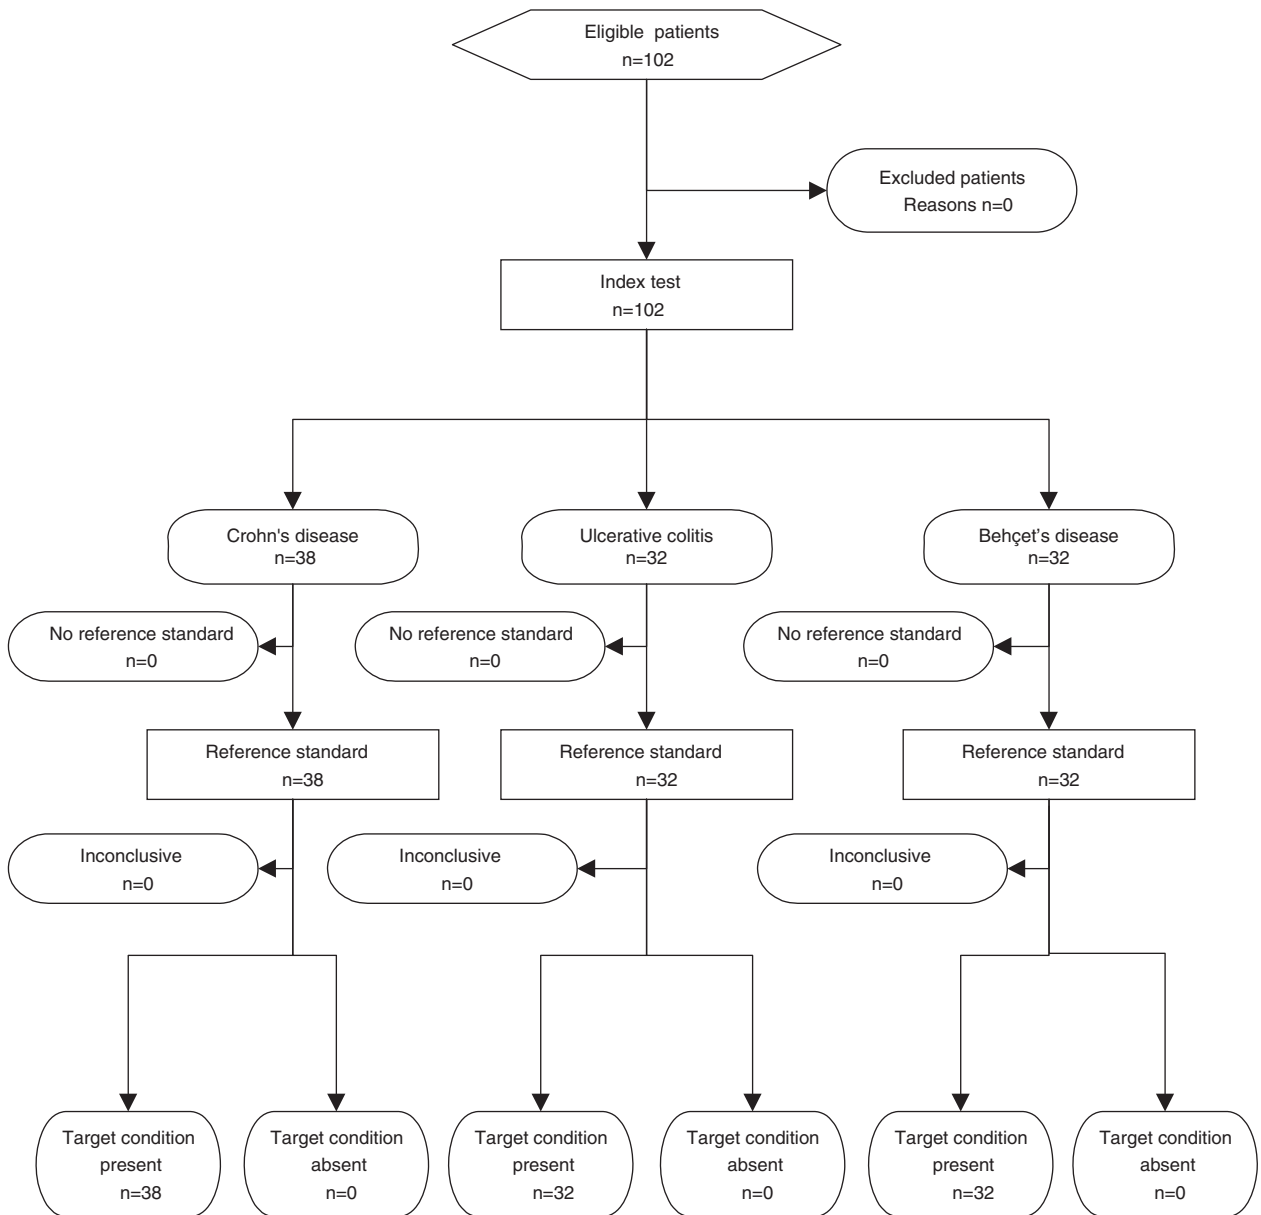 Eligible patients
n=102
Excluded patients
Reasons n=0
Index test
n=102
Crohn's disease
n=38
Ulcerative colitis
n=32
Behçet's disease
n=32
No reference standard
n=0
No reference standard
n=0
No reference standard
n=0
Reference standard
n=38
Reference standard
n=32
Reference standard
n=32
Inconclusive
n=0
Inconclusive
n=0
Inconclusive
n=0
Target condition
present
n=38
Target condition
absent
n=0
Target condition
present
n=32
Target condition
absent
n=0
Target condition
present
n=32
Target condition
absent
n=0